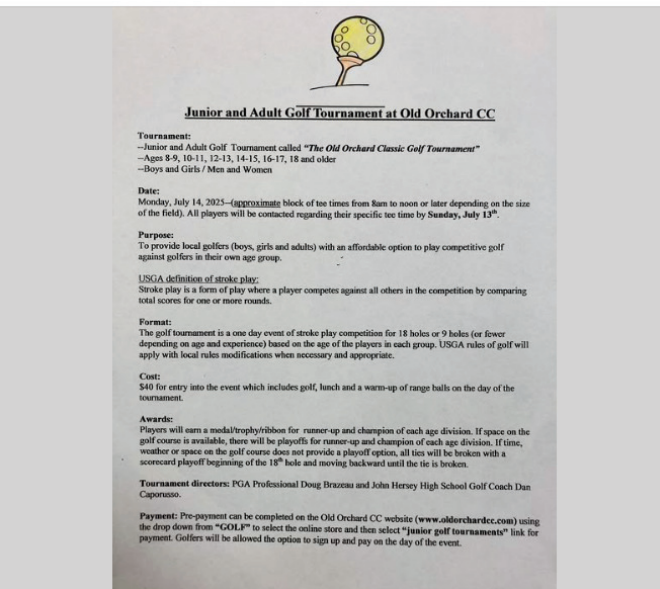 Junior and Adult Golf Tournament at Old Orchard CC
Tournament:
--Junior and Adult Golf Tournament called "The Old Orchard Classic Golf Tournament"
--Ages 8-9, 10-11, 12-13, 14-15, 16-17, 18 and older
--Boys and Girls / Men and Women
Date:
Monday, July 14, 2025--(approximate block of tee times from 8am to noon or later depending on the size
of the field). All players will be contacted regarding their specific tee time by Sunday, July 13th.
Purpose:
To provide local golfers (boys, girls and adults) with an affordable option to play competitive golf
against golfers in their own age group.
USGA definition of stroke play:
Stroke play is a form of play where a player competes against all others in the competition by comparing
total scores for one or more rounds.
Format:
The golf tournament is a one day event of stroke play competition for 18 holes or 9 holes (or fewer
depending on age and experience) based on the age of the players in each group. USGA rules of golf will
apply with local rules modifications when necessary and appropriate.
Cost:
$40 for entry into the event which includes golf, lunch and a warm-up of range balls on the day of the
tournament.
Awards:
Players will earn a medal/trophy/ribbon for runner-up and champion of each age division. If space on the
golf course is available, there will be playoffs for runner-up and champion of each age division. If time,
weather or space on the golf course does not provide a playoff option, all ties will be broken with a
scorecard playoff beginning of the 18th hole and moving backward until the tie is broken.
Tournament directors: PGA Professional Doug Brazeau and John Hersey High School Golf Coach Dan
Caporusso.
Payment: Pre-payment can be completed on the Old Orchard CC website (www.oldorchardcc.com) using
the drop down from "GOLF" to select the online store and then select "junior golf tournaments" link for
payment. Golfers will be allowed the option to sign up and pay on the day of the event.